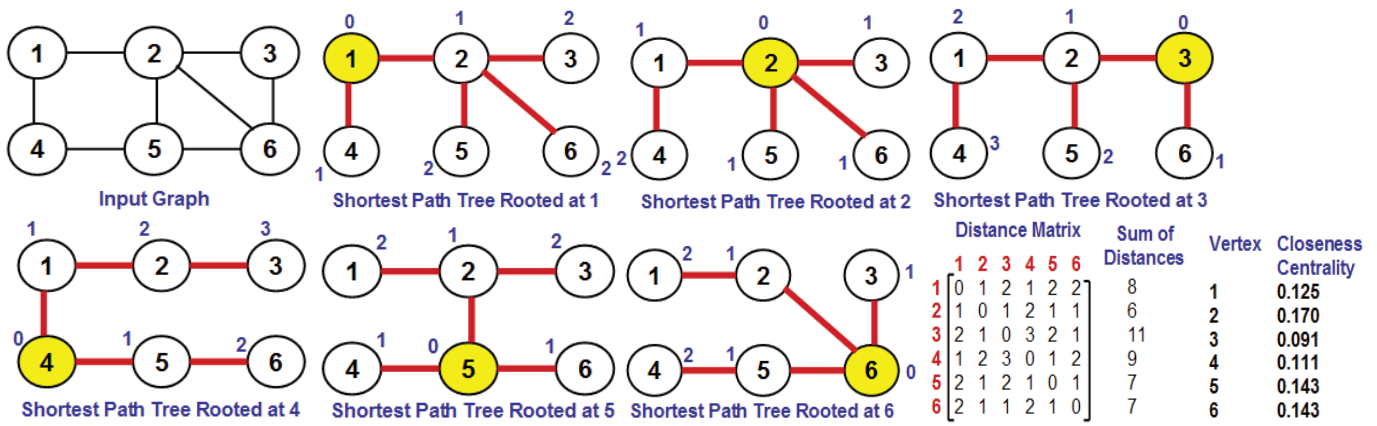 0 1 2
1 2 3
1 2 3
4 5 6
4 5 6
1 2 2
Input Graph
Shortest Path Tree Rooted at 1
1 0 1
1 2 3
4 5 6
2 1 1
Shortest Path Tree Rooted at 2
2 1 0
1 2 3
4 5 6
3 2 1
Shortest Path Tree Rooted at 3
1 2 3
1 2 3
0 1 2
4 5 6
Shortest Path Tree Rooted at 4
2 1 2
1 2 3
1 0 1
4 5 6
Shortest Path Tree Rooted at 5
2 1 1
1 2 3
2 1 0
4 5 6
Shortest Path Tree Rooted at 6
Distance Matrix
1 2 3 4 5 6
1 0 1 2 1 2 2
2 1 0 1 2 1 1
3 2 1 0 3 2 1
4 1 2 3 0 1 2
5 2 1 2 1 0 1
6 2 1 1 2 1 0
Sum of
Distances
8
6
11
9
7
7
Vertex Closeness
Centrality
1 0.125
2 0.170
3 0.091
4 0.111
5 0.143
6 0.143